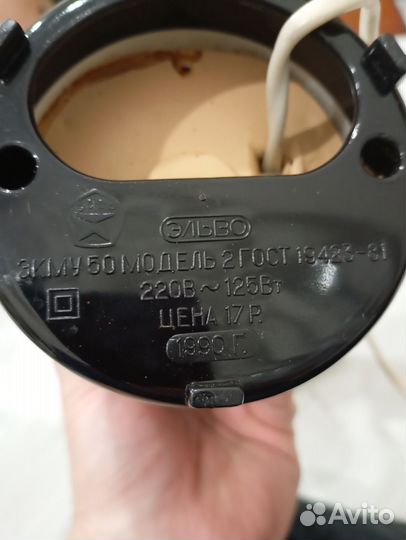 ЭЛЬВО
ЭКМУ 50 МОДЕЛЬ 2 ГОСТ 19423-81
220В ~ 125Вт
ЦЕНА 17 Р.
1990 Г.
Avito